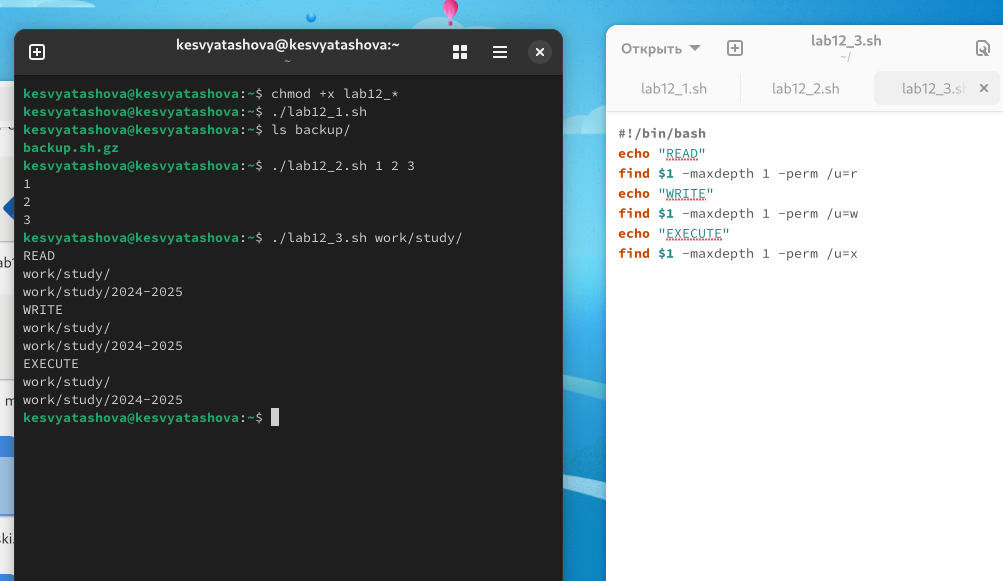 kesvyatashova@kesvyatashova:~
~
kesvyatashova@kesvyatashova:~$ chmod +x lab12_*
kesvyatashova@kesvyatashova:~$ ./lab12_1.sh
kesvyatashova@kesvyatashova:~$ ls backup/
backup.sh.gz
kesvyatashova@kesvyatashova:~$ ./lab12_2.sh 1 2 3
1
2
3
kesvyatashova@kesvyatashova:~$ ./lab12_3.sh work/study/
READ
work/study/
work/study/2024-2025
WRITE
work/study/
work/study/2024-2025
EXECUTE
work/study/
work/study/2024-2025
kesvyatashova@kesvyatashova:~$
Открыть
lab12_3.sh
~/
lab12_1.sh
lab12_2.sh
lab12_3.sh
#!/bin/bash
echo "READ"
find $1 -maxdepth 1 -perm /u=r
echo "WRITE"
find $1 -maxdepth 1 -perm /u=w
echo "EXECUTE"
find $1 -maxdepth 1 -perm /u=x